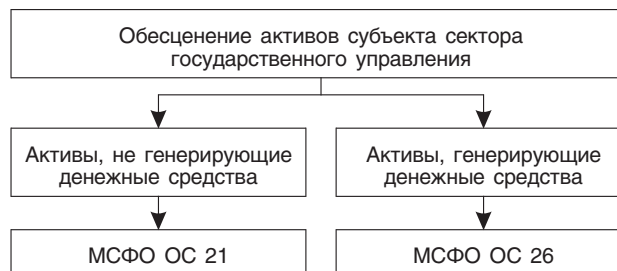 Обесценение активов субъекта сектора
государственного управления
Активы, не генерирующие
денежные средства
Активы, генерирующие
денежные средства
МСФО ОС 21
МСФО ОС 26